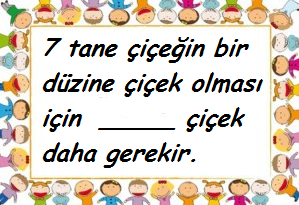 7 tane çiçeğin bir
düzine çiçek olması
için _____ çiçek
daha gerekir.